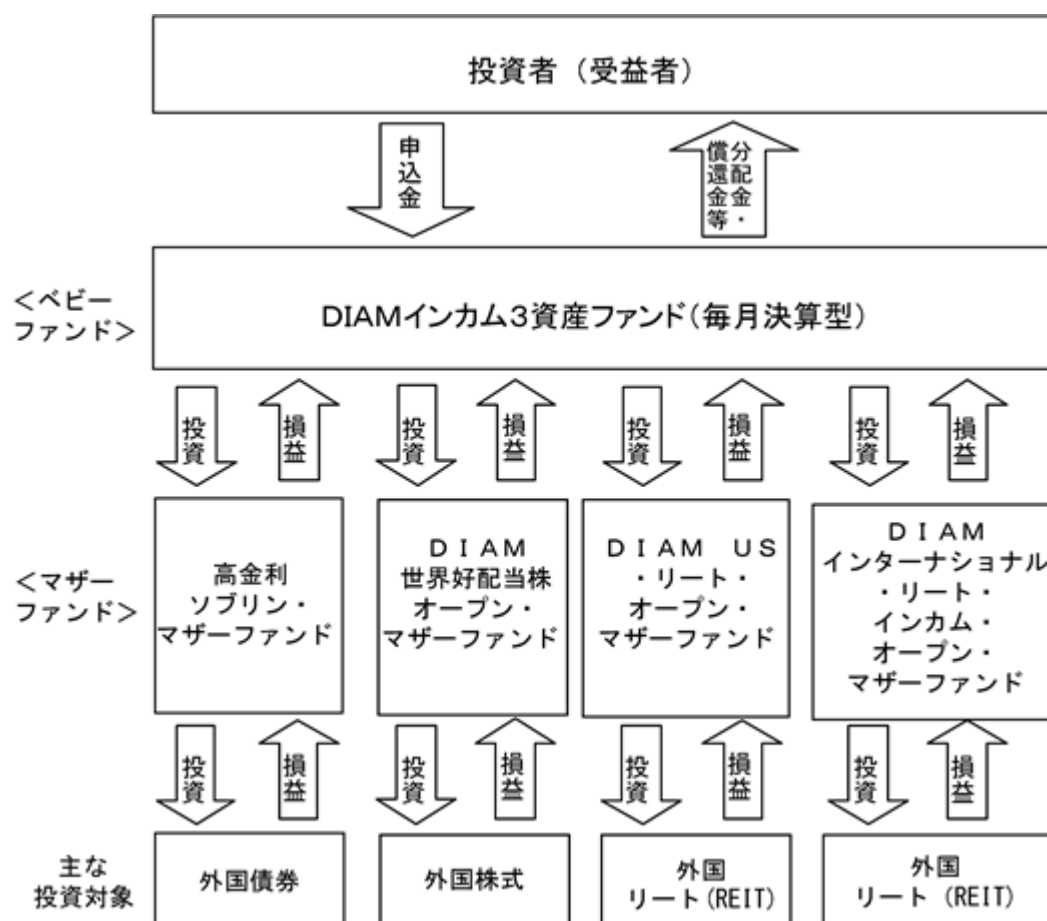 投資者（受益者）
申込金
分配金・
償還金等
＜ベビー
ファンド＞
DIAMインカム３資産ファンド（毎月決算型）
投資
損益
投資
損益
投資
損益
投資
損益
＜マザー
ファンド＞
高金利
ソブリン・
マザーファンド
ＤＩＡＭ
世界好配当株
オープン・
マザーファンド
ＤＩＡＭ　ＵＳ
・リート・
オープン・
マザーファンド
ＤＩＡＭ
インターナショナル
・リート・
インカム・
オープン・
マザーファンド
投資
損益
投資
損益
投資
損益
投資
損益
主な
投資対象
外国債券
外国株式
外国
リート(REIT)
外国
リート (REIT)